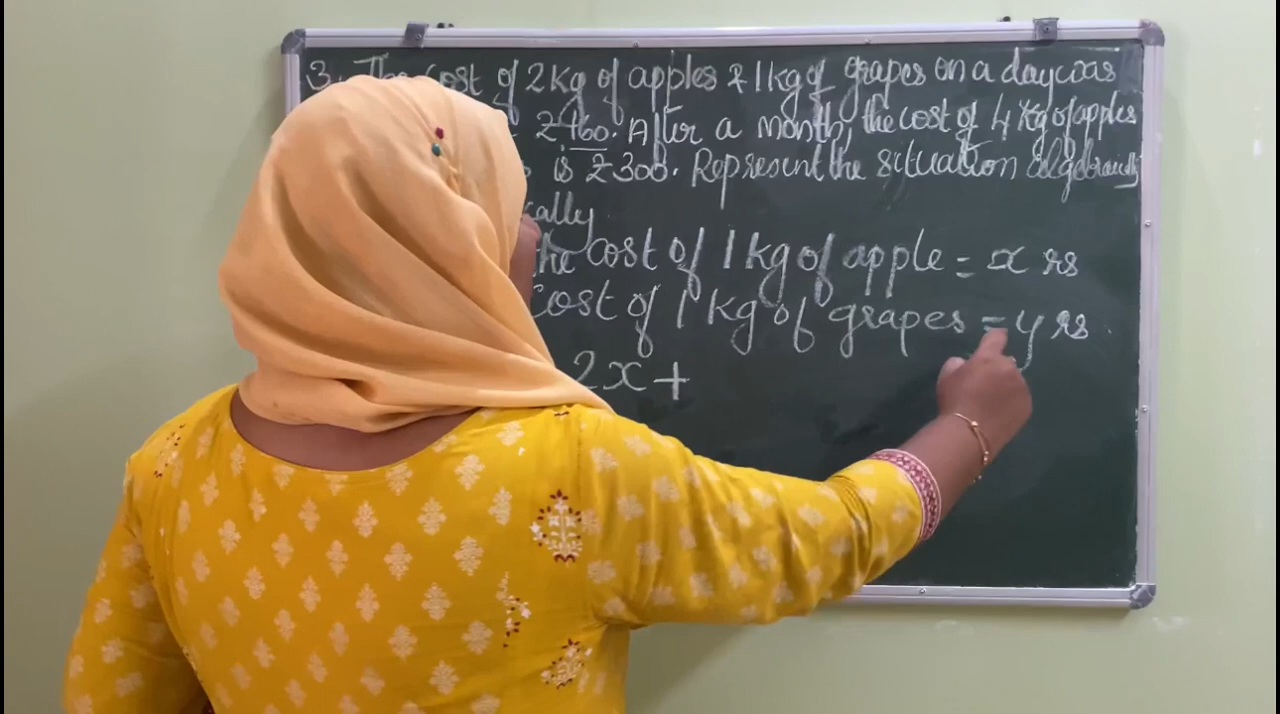 3. The cost of 2kg of apples & 1kg of grapes on a day was
₹160. After a month, the cost of 4 kg of apples
is ₹300. Represent the situation algebraically
cally
the cost of 1kg of apple = x rs
Cost of 1 kg of grapes = y rs
2x +